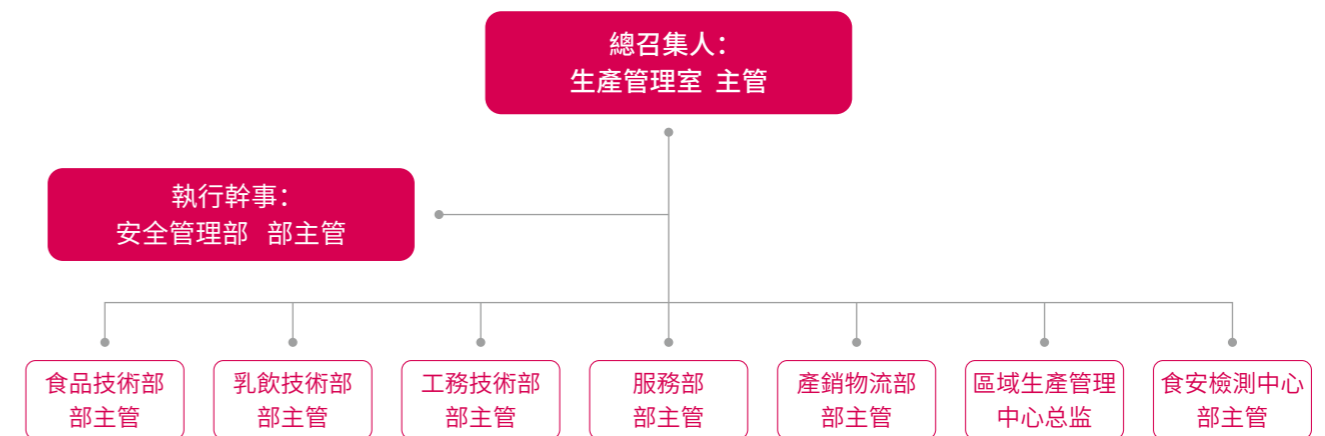 總召集人：
生產管理室 主管
執行幹事：
安全管理部 部主管
食品技術部
部主管
乳飲技術部
部主管
工務技術部
部主管
服務部
部主管
產銷物流部
部主管
區域生產管理
中心总监
食安檢測中心
部主管